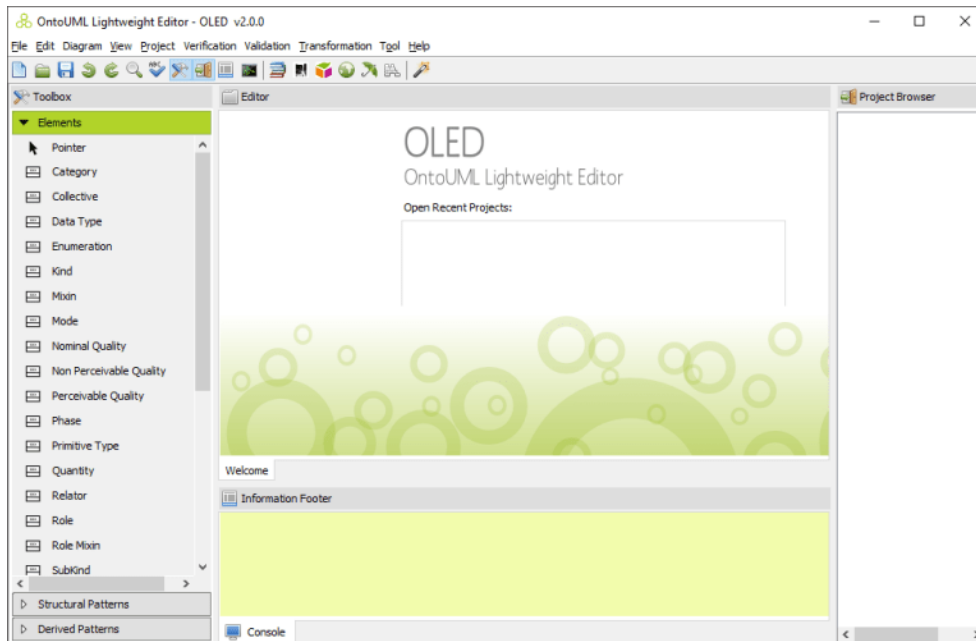 OntoUML Lightweight Editor - OLED v2.0.0
File Edit Diagram View Project Verification Validation Transformation Tool Help
Toolbox
Editor
Project Browser
Elements
Pointer
Category
Collective
Data Type
Enumeration
Kind
Mixin
Mode
Nominal Quality
Non Perceivable Quality
Perceivable Quality
Phase
Primitive Type
Quantity
Relator
Role
Role Mixin
SubKind
Structural Patterns
Derived Patterns
OLED
OntoUML Lightweight Editor
Open Recent Projects:
Welcome
Information Footer
Console